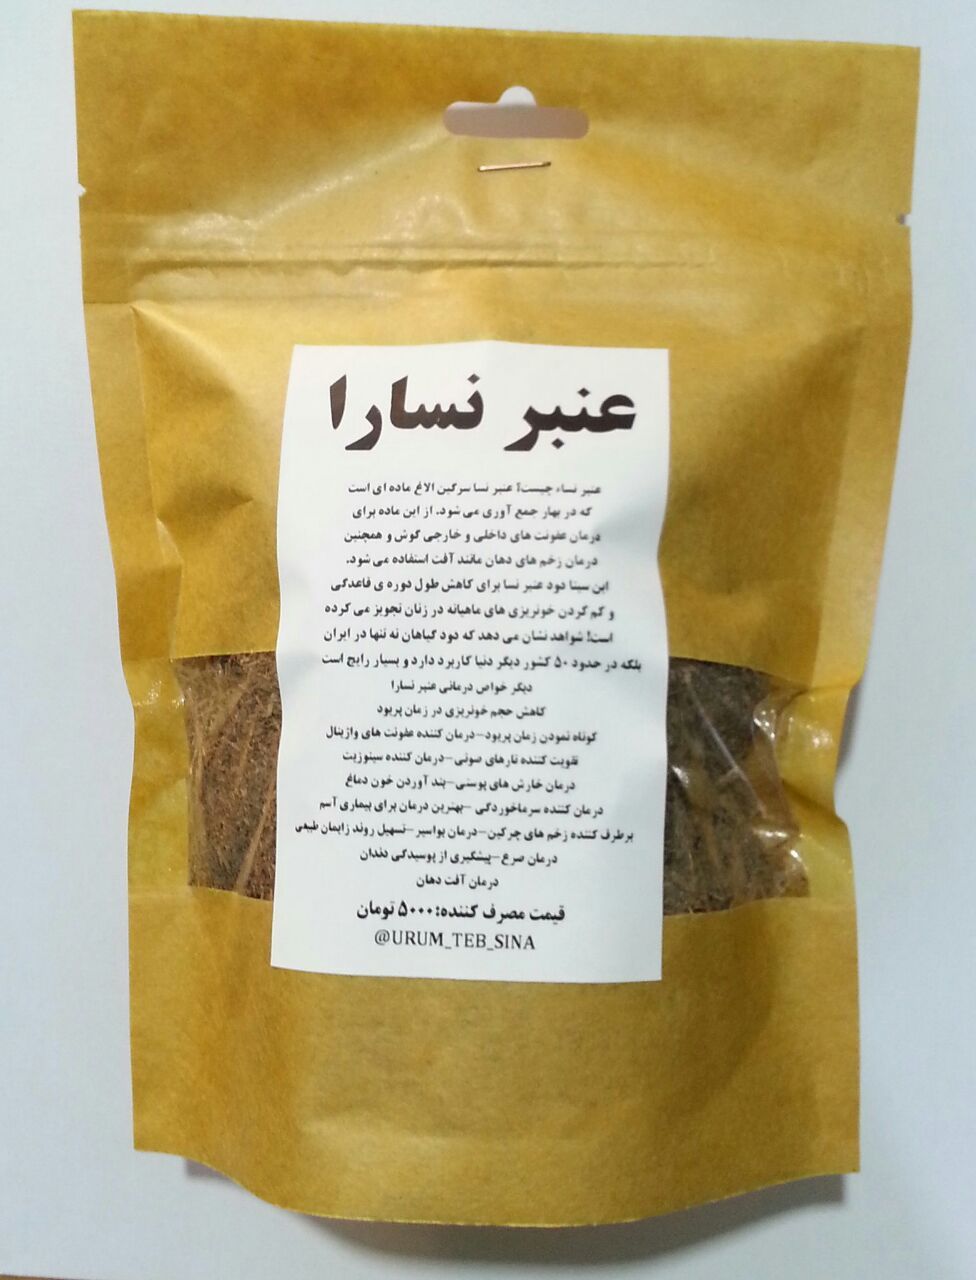 عنبر نسارا
عنبر نساء چیست؟ عنبر نسا سرگین الاغ ماده ای است
که در بهار جمع آوری می شود. از این ماده برای
درمان عفونت های داخلی و خارجی گوش و همچنین
درمان زخم های دهان مانند آفت استفاده می شود.
ابن سینا دود عنبر نسا برای کاهش طول دوره ی قاعدگی
و کم کردن خونریزی های ماهیانه در زنان تجویز می کرده
است! شواهد نشان می دهد که دود گیاهان نه تنها در ایران
بلکه در حدود ۵۰ کشور دیگر دنیا کاربرد دارد و بسیار رایج است
دیگر خواص درمانی عنبر نسارا
کاهش حجم خونریزی در زمان پریود
کوتاه نمودن زمان پریود-درمان کننده عفونت های واژینال
تقویت کننده تارهای صوتی -درمان کننده سینوزیت
درمان خارش های پوستی-بند آوردن خون دماغ
درمان کننده سرماخوردگی -بهترین درمان برای بیماری آسم
برطرف کننده زخم های چرکین-درمان بواسیر-تسهیل روند زایمان طبیعی
درمان صرع-پیشگیری از پوسیدگی دندان
درمان آفت دهان
قیمت مصرف کننده:۵۰۰۰ تومان
@URUM_TEB_SINA